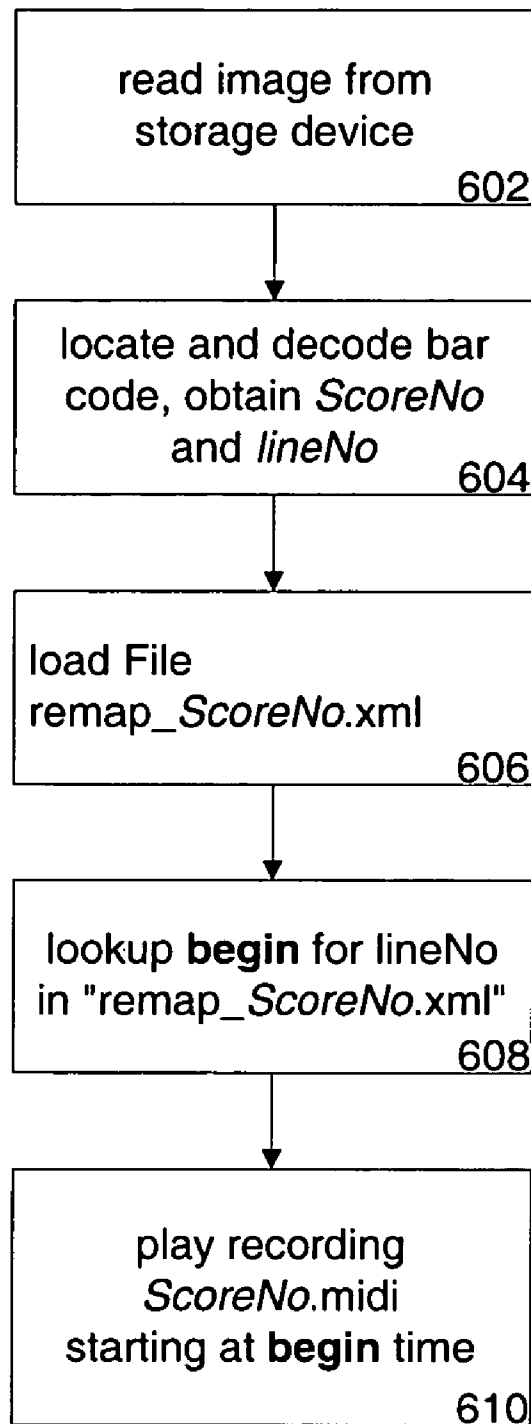 read image from
storage device
602
locate and decode bar
code, obtain ScoreNo
and lineNo
604
load File
remap_ScoreNo.xml
606
lookup begin for lineNo
in "remap_ScoreNo.xml"
608
play recording
ScoreNo.midi
starting at begin time
610